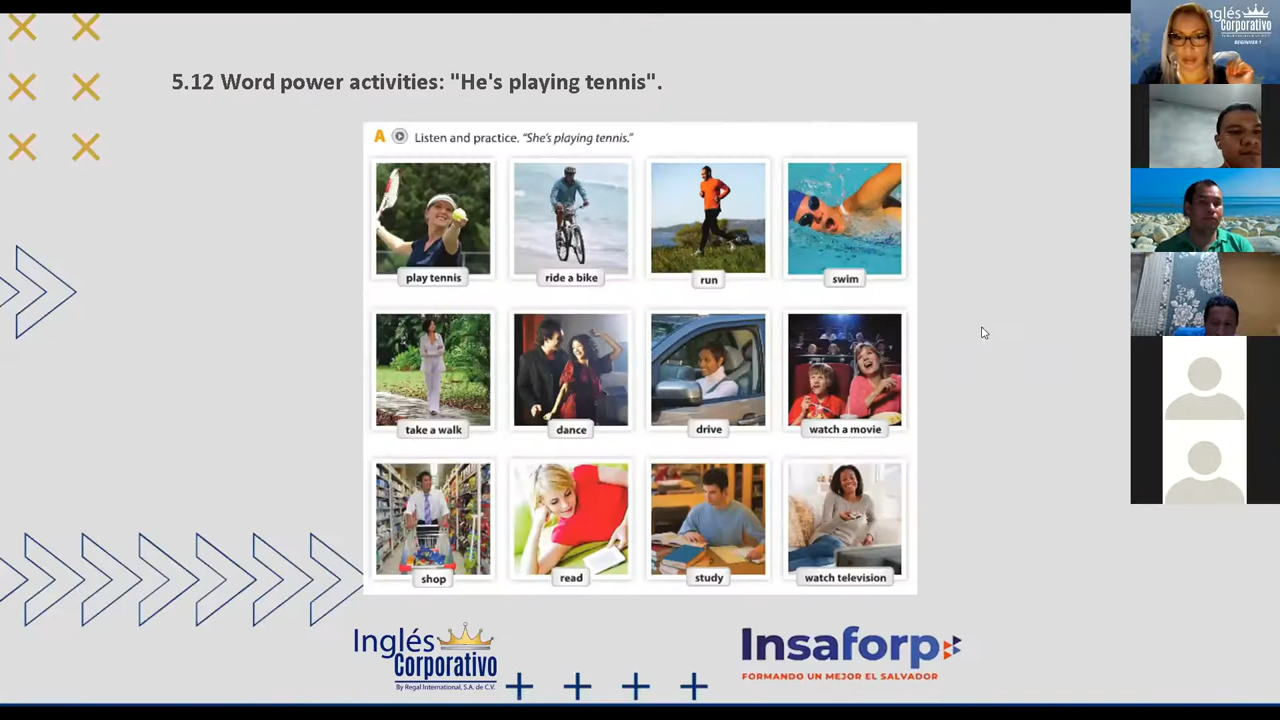 5.12 Word power activities: "He's playing tennis".
A Listen and practice. "She's playing tennis."
play tennis
ride a bike
run
swim
take a walk
dance
drive
watch a movie
shop
read
study
watch television
Inglés
Corporativo
By Regal International, S.A. de C.V.
Insaforp
FORMANDO UN MEJOR EL SALVADOR
Inglés
Corporativo
BEGINNER 1